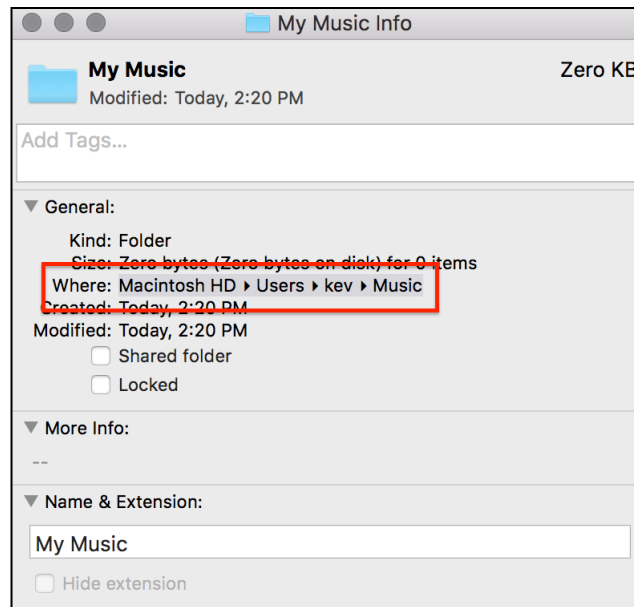 My Music Info
My Music
Zero KB
Modified: Today, 2:20 PM
Add Tags...
General:
Kind: Folder
Size: Zero bytes (Zero bytes on disk) for 0 items
Where: Macintosh HD ▸ Users ▸ kev ▸ Music
Created: Today, 2:20 PM
Modified: Today, 2:20 PM
Shared folder
Locked
More Info:
--
Name & Extension:
My Music
Hide extension